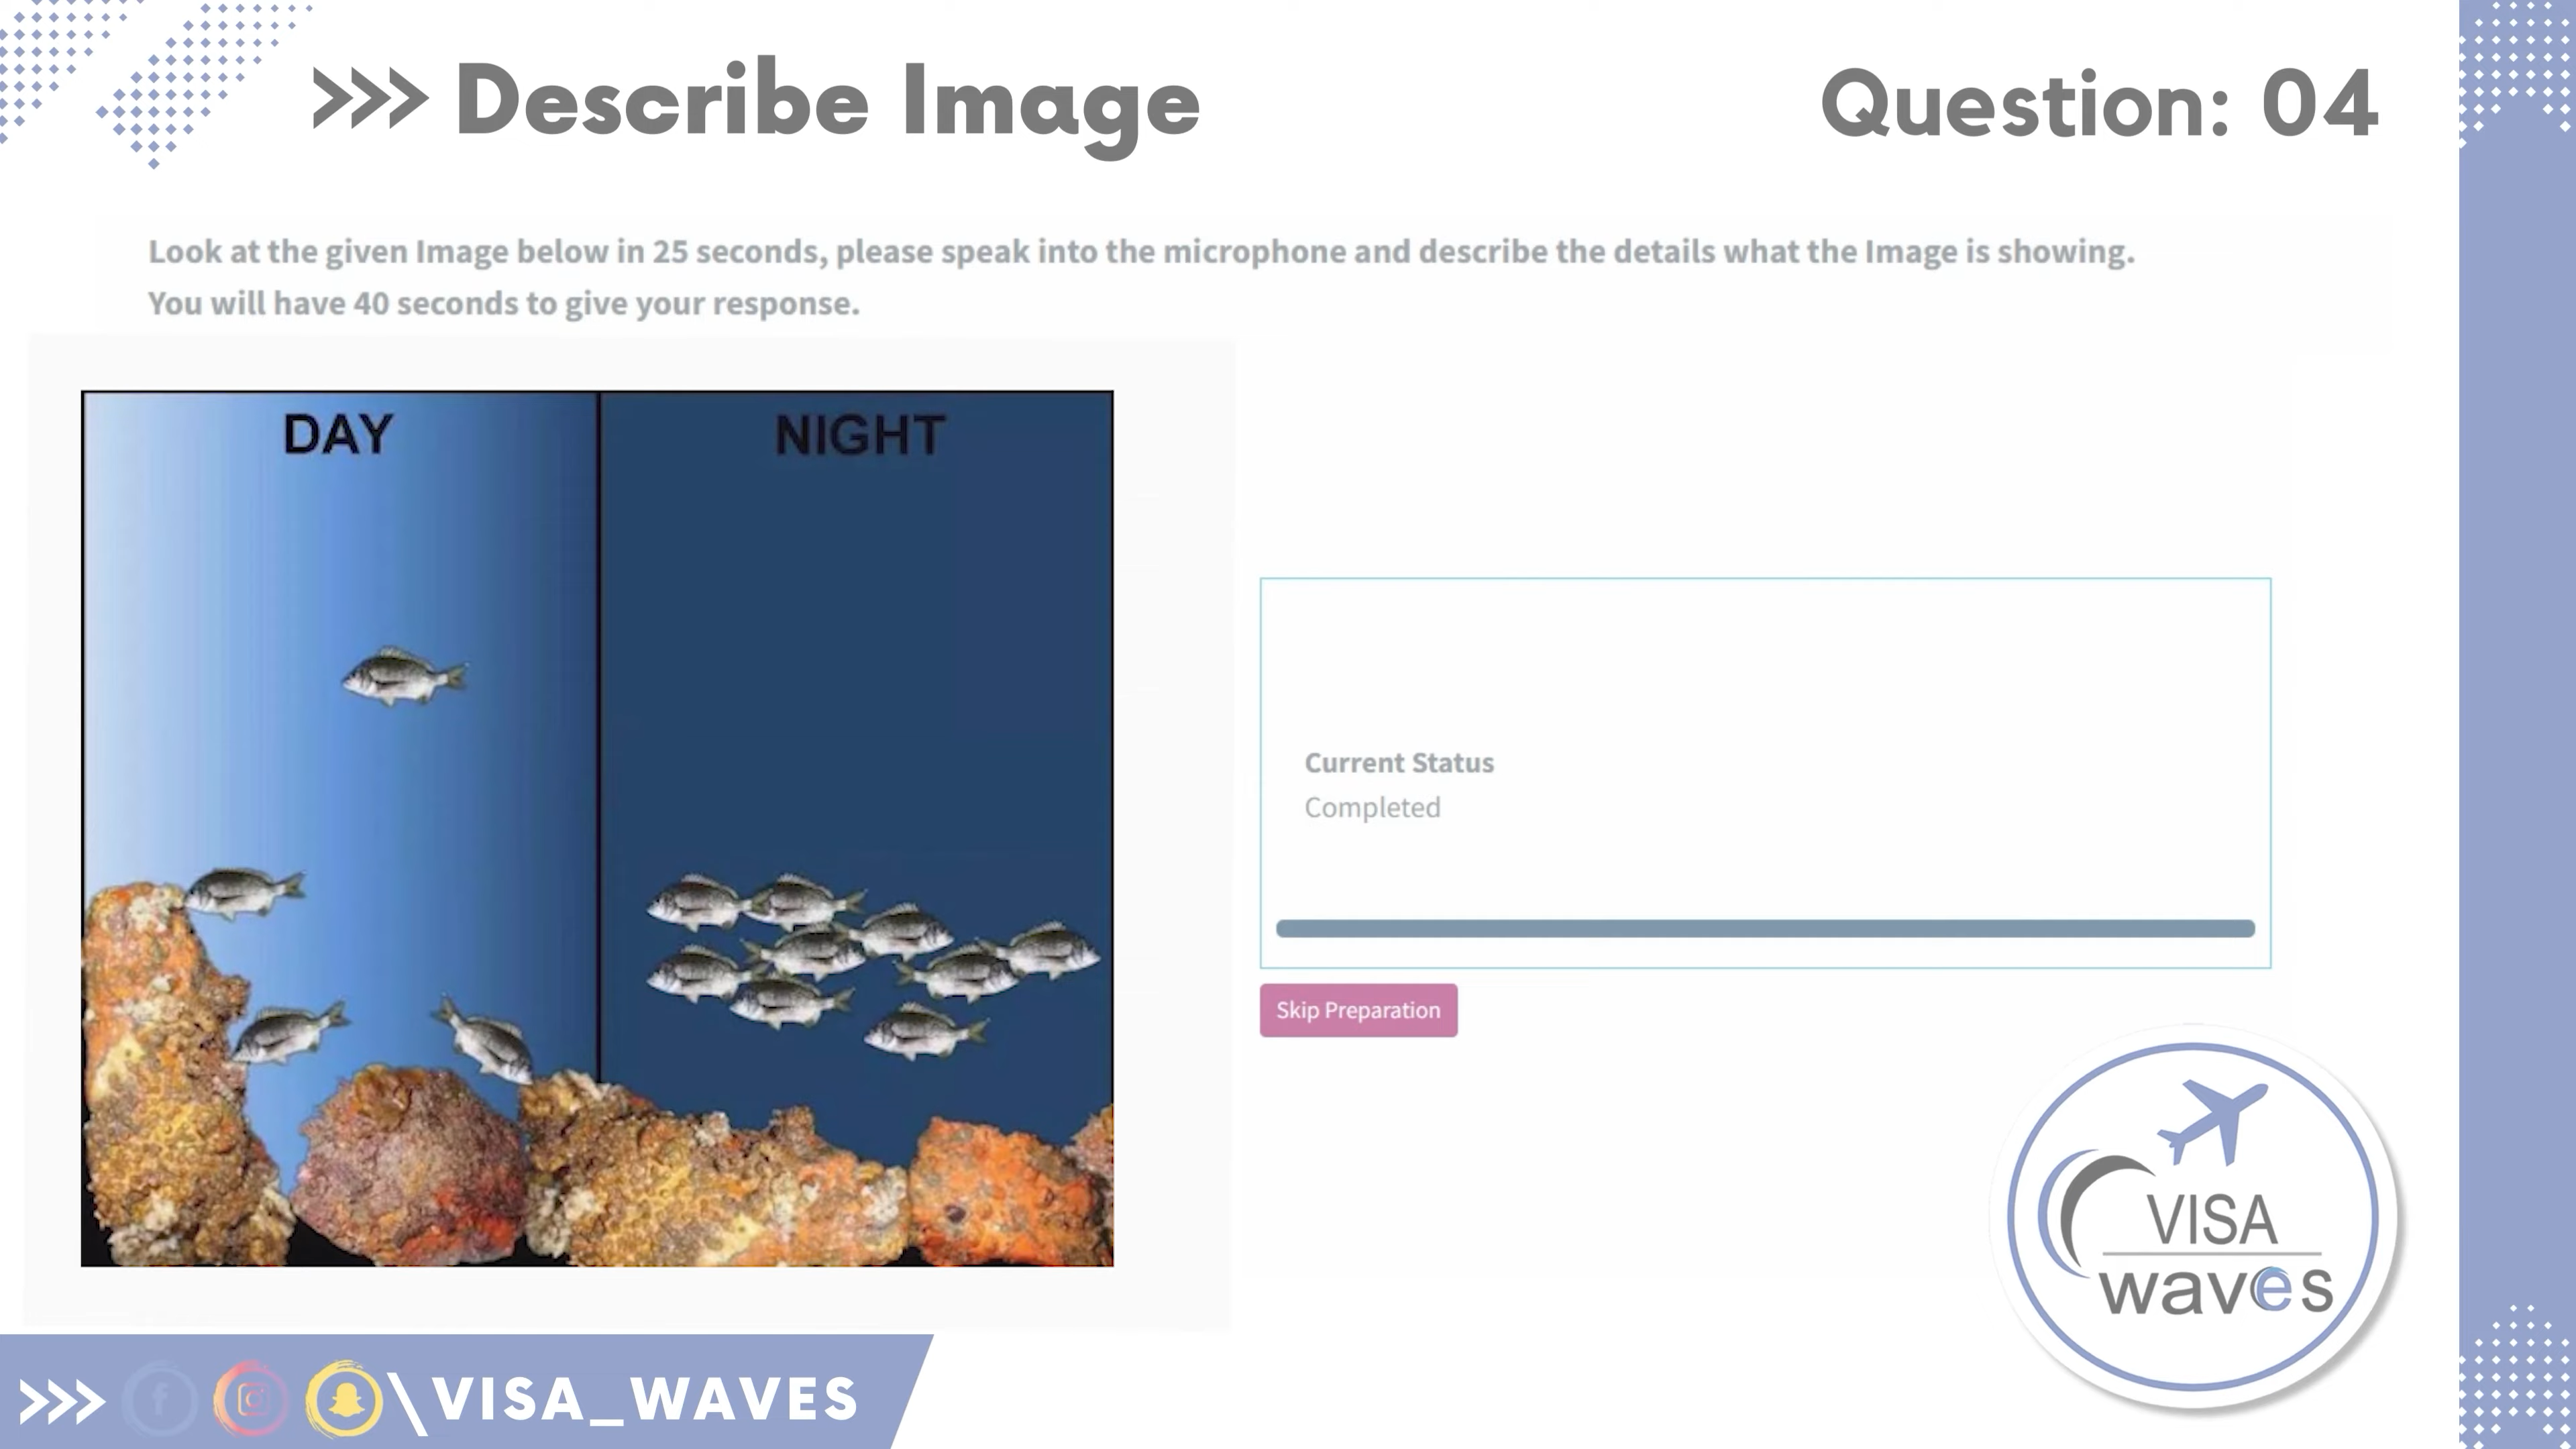 >>> Describe Image
Question: 04
Look at the given Image below in 25 seconds, please speak into the microphone and describe the details what the Image is showing.
You will have 40 seconds to give your response.
DAY
NIGHT
Current Status
Completed
Skip Preparation
VISA
waves
>>> \VISA_WAVES